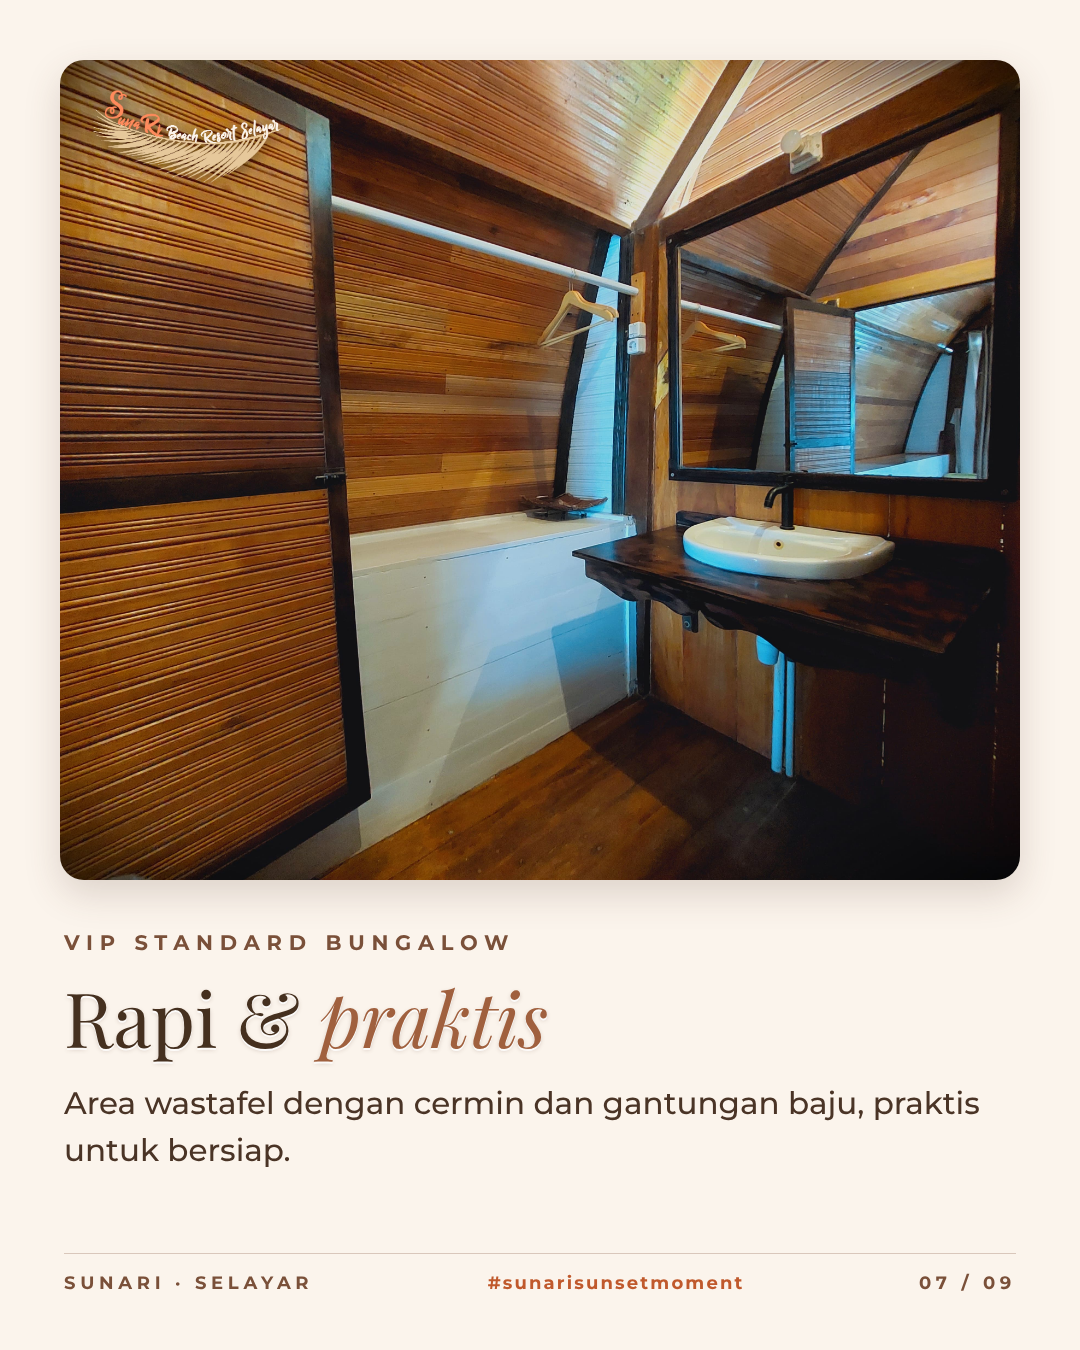 SunaRi Beach Resort Selayar
VIP STANDARD BUNGALOW
Rapi & praktis
Area wastafel dengan cermin dan gantungan baju, praktis
untuk bersiap.
SUNARI · SELAYAR
#sunarisunsetmoment
07 / 09